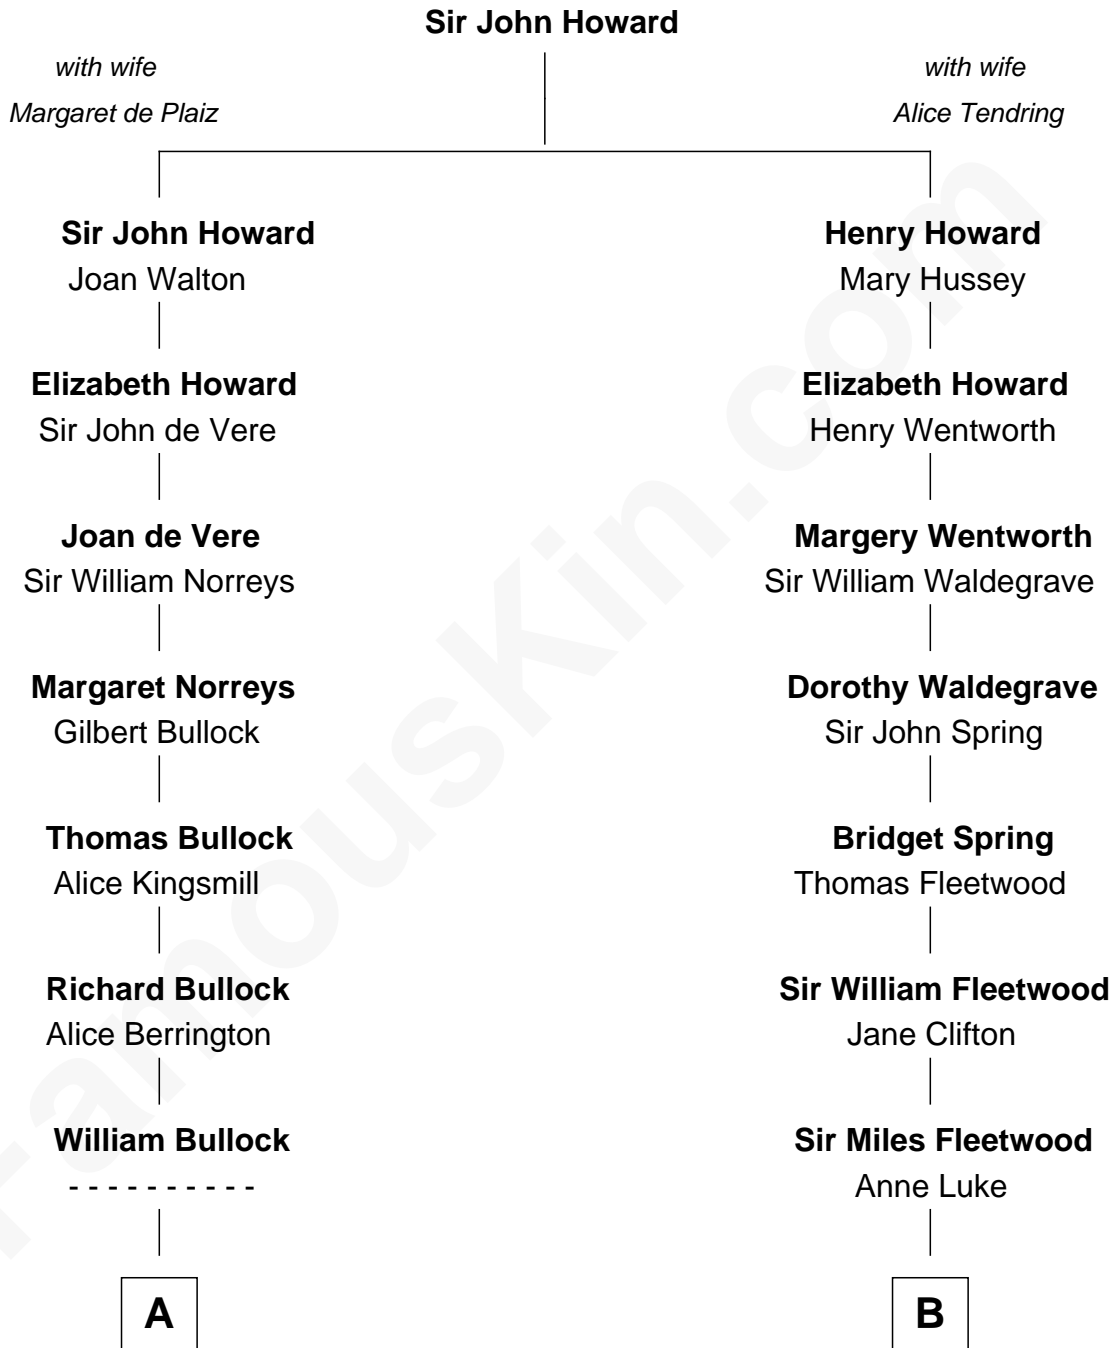 Sir John Howard
with wife
Margaret de Plaiz
with wife
Alice Tendring
Sir John Howard
Joan Walton
Henry Howard
Mary Hussey
Elizabeth Howard
Sir John de Vere
Elizabeth Howard
Henry Wentworth
Joan de Vere
Sir William Norreys
Margery Wentworth
Sir William Waldegrave
Margaret Norreys
Gilbert Bullock
Dorothy Waldegrave
Sir John Spring
Thomas Bullock
Alice Kingsmill
Bridget Spring
Thomas Fleetwood
Richard Bullock
Alice Berrington
Sir William Fleetwood
Jane Clifton
William Bullock
- - - - - - - - - -
Sir Miles Fleetwood
Anne Luke
A
B
FamousKin.com